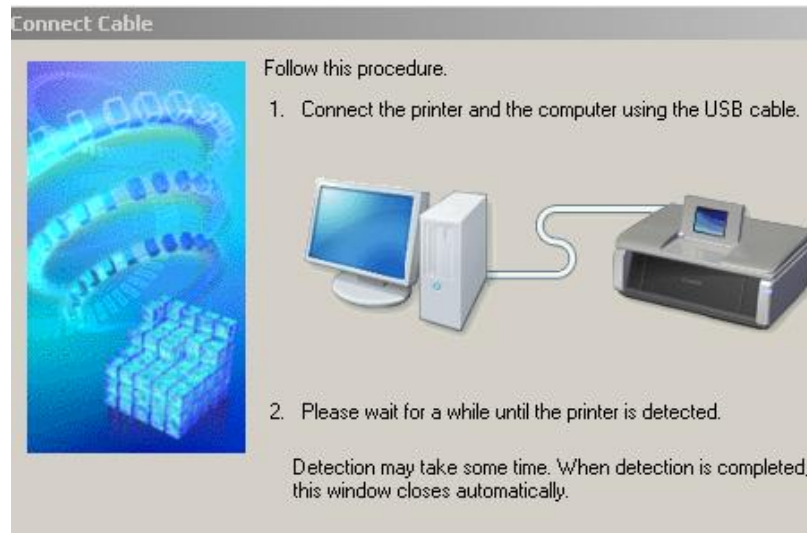 Connect Cable
Follow this procedure.
1. Connect the printer and the computer using the USB cable.
2. Please wait for a while until the printer is detected.
Detection may take some time. When detection is completed,
this window closes automatically.